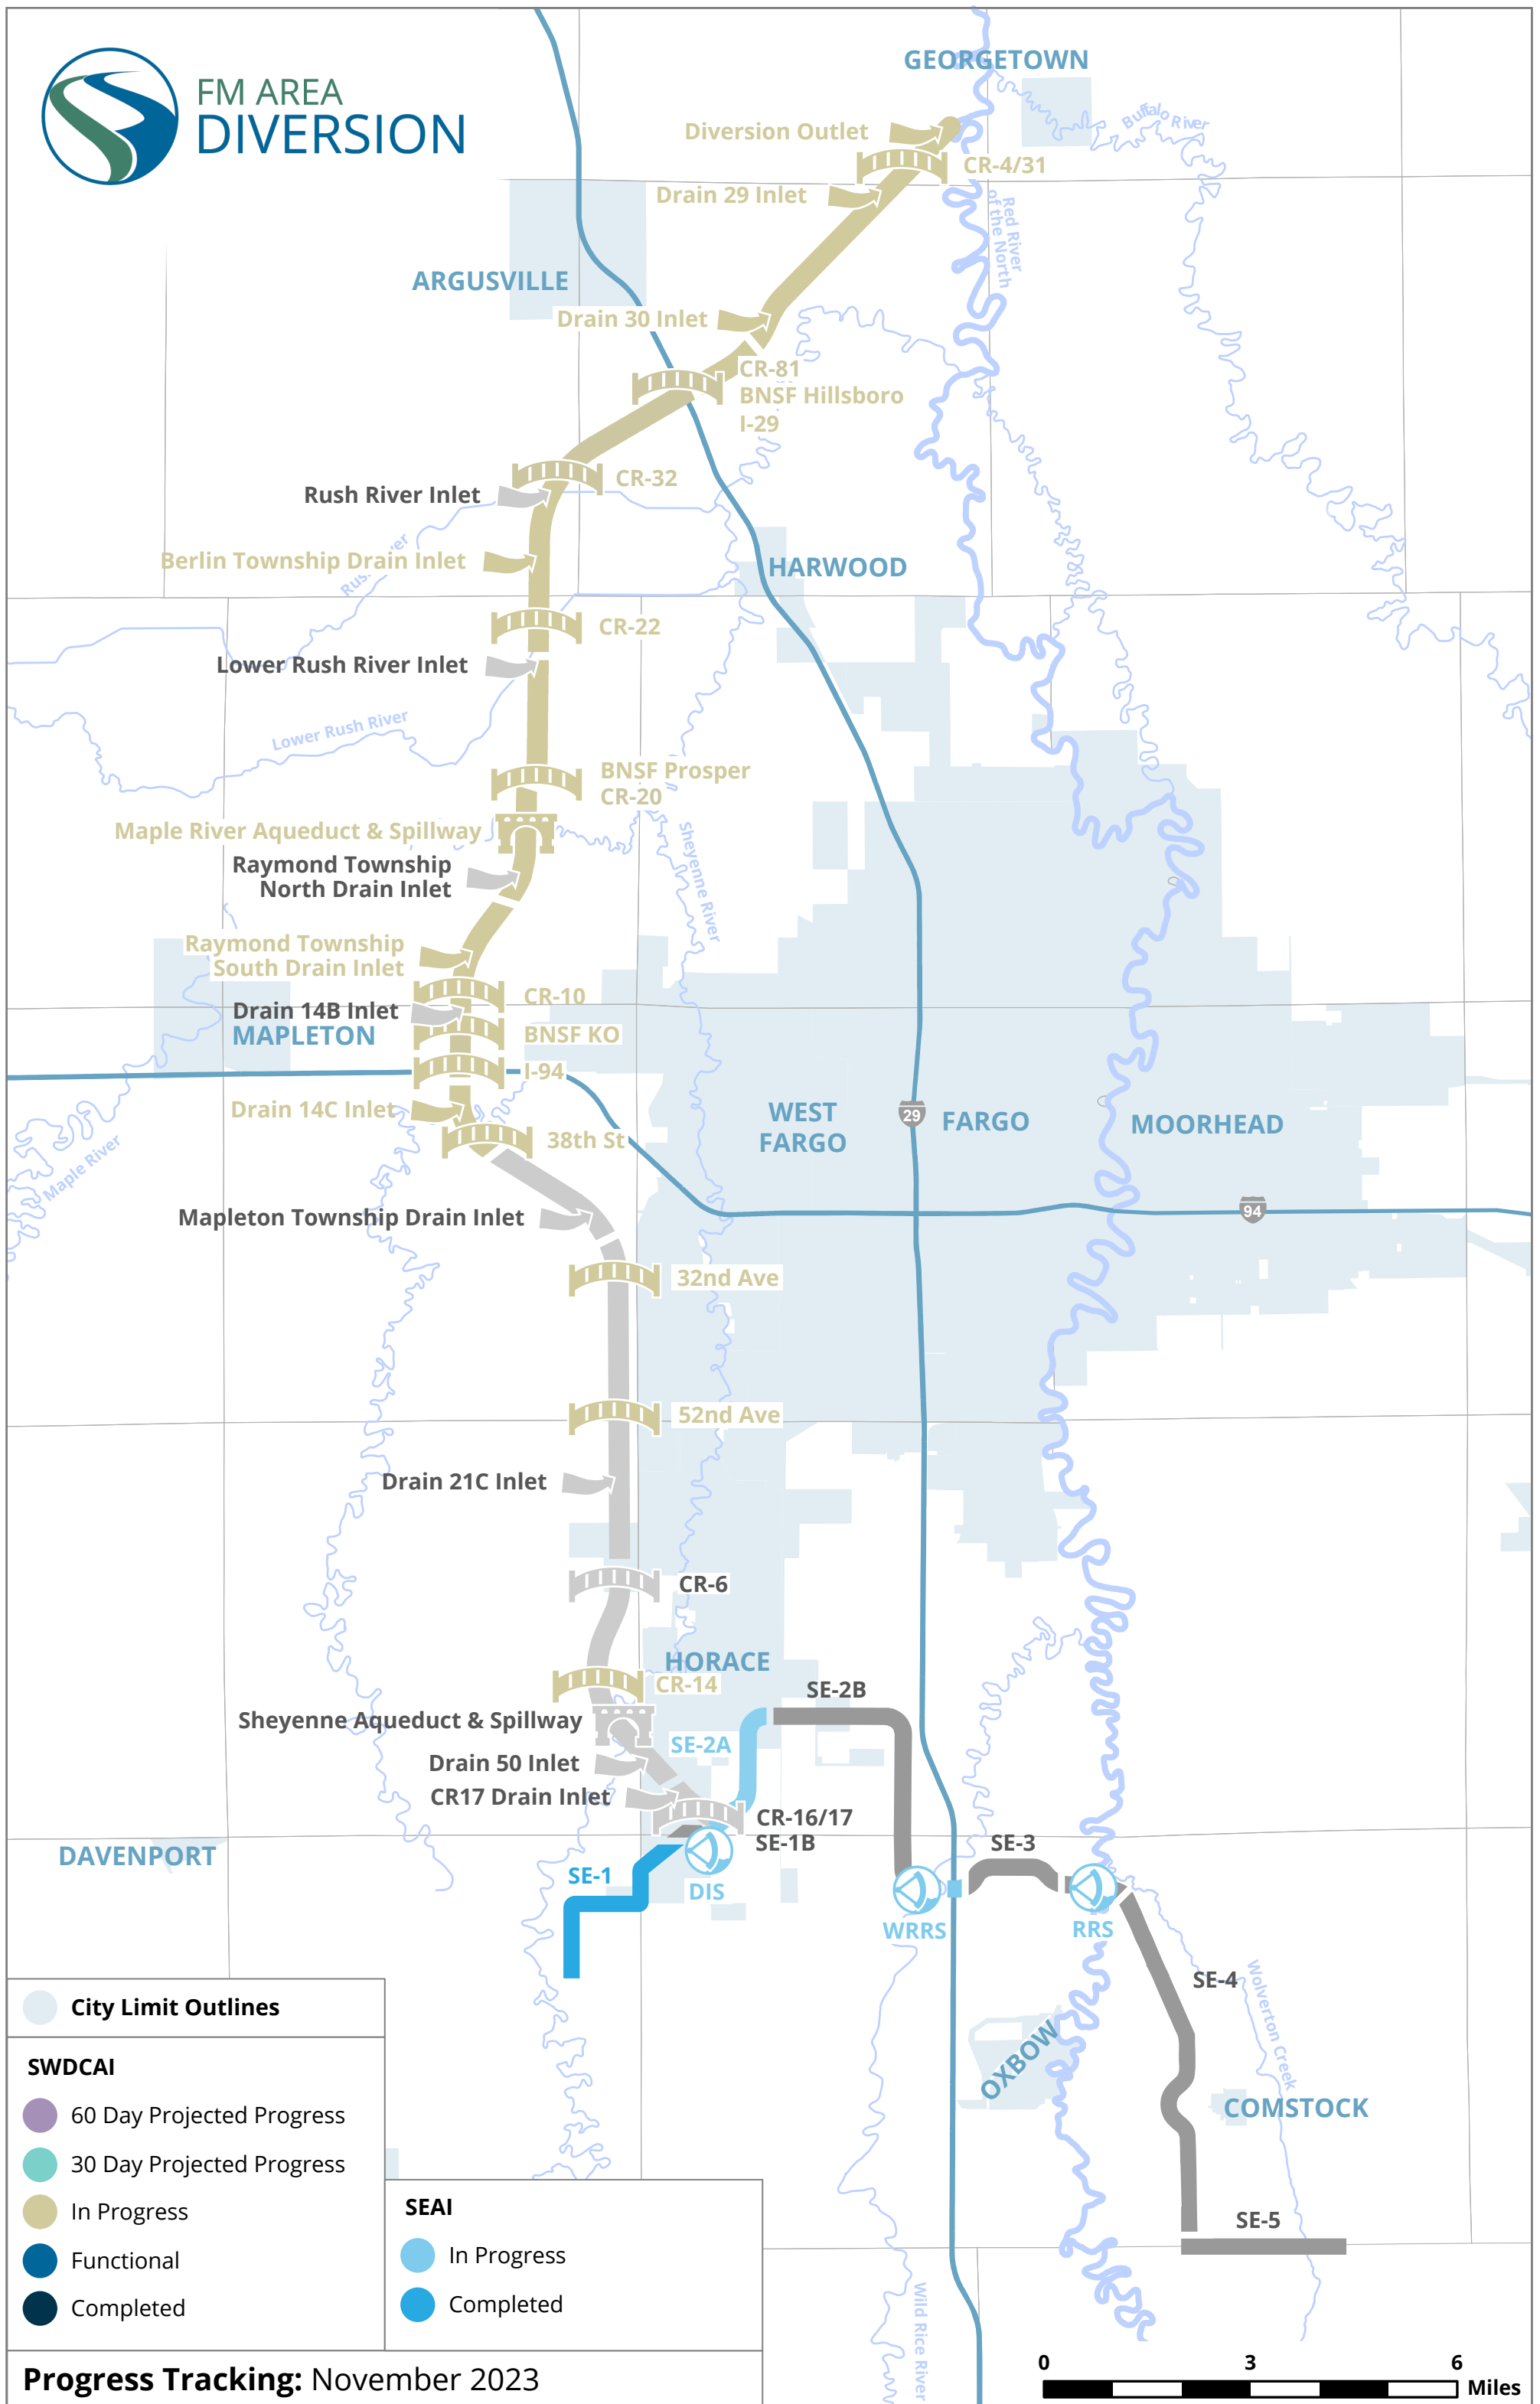 FM AREA
DIVERSION
GEORGETOWN
Buffalo River
Diversion Outlet
CR-4/31
Drain 29 Inlet
Red River
of the North
ARGUSVILLE
Drain 30 Inlet
CR-81
BNSF Hillsboro
I-29
CR-32
Rush River Inlet
Berlin Township Drain Inlet
HARWOOD
CR-22
Lower Rush River Inlet
Lower Rush River
BNSF Prosper
CR-20
Maple River Aqueduct & Spillway
Sheyenne River
Raymond Township
North Drain Inlet
Raymond Township
South Drain Inlet
CR-10
Drain 14B Inlet
MAPLETON
BNSF KO
I-94
Drain 14C Inlet
WEST
FARGO
29
FARGO
MOORHEAD
38th St
Maple River
94
Mapleton Township Drain Inlet
32nd Ave
52nd Ave
Drain 21C Inlet
CR-6
HORACE
CR-14
SE-2B
Sheyenne Aqueduct & Spillway
SE-2A
Drain 50 Inlet
CR17 Drain Inlet
CR-16/17
SE-1B
DAVENPORT
SE-1
DIS
SE-3
WRRS
RRS
SE-4
Wolverton Creek
OXBOW
COMSTOCK
SE-5
Wild Rice River
City Limit Outlines
SWDCAI
60 Day Projected Progress
30 Day Projected Progress
In Progress
Functional
Completed
SEAI
In Progress
Completed
Progress Tracking: November 2023
0 3 6
Miles